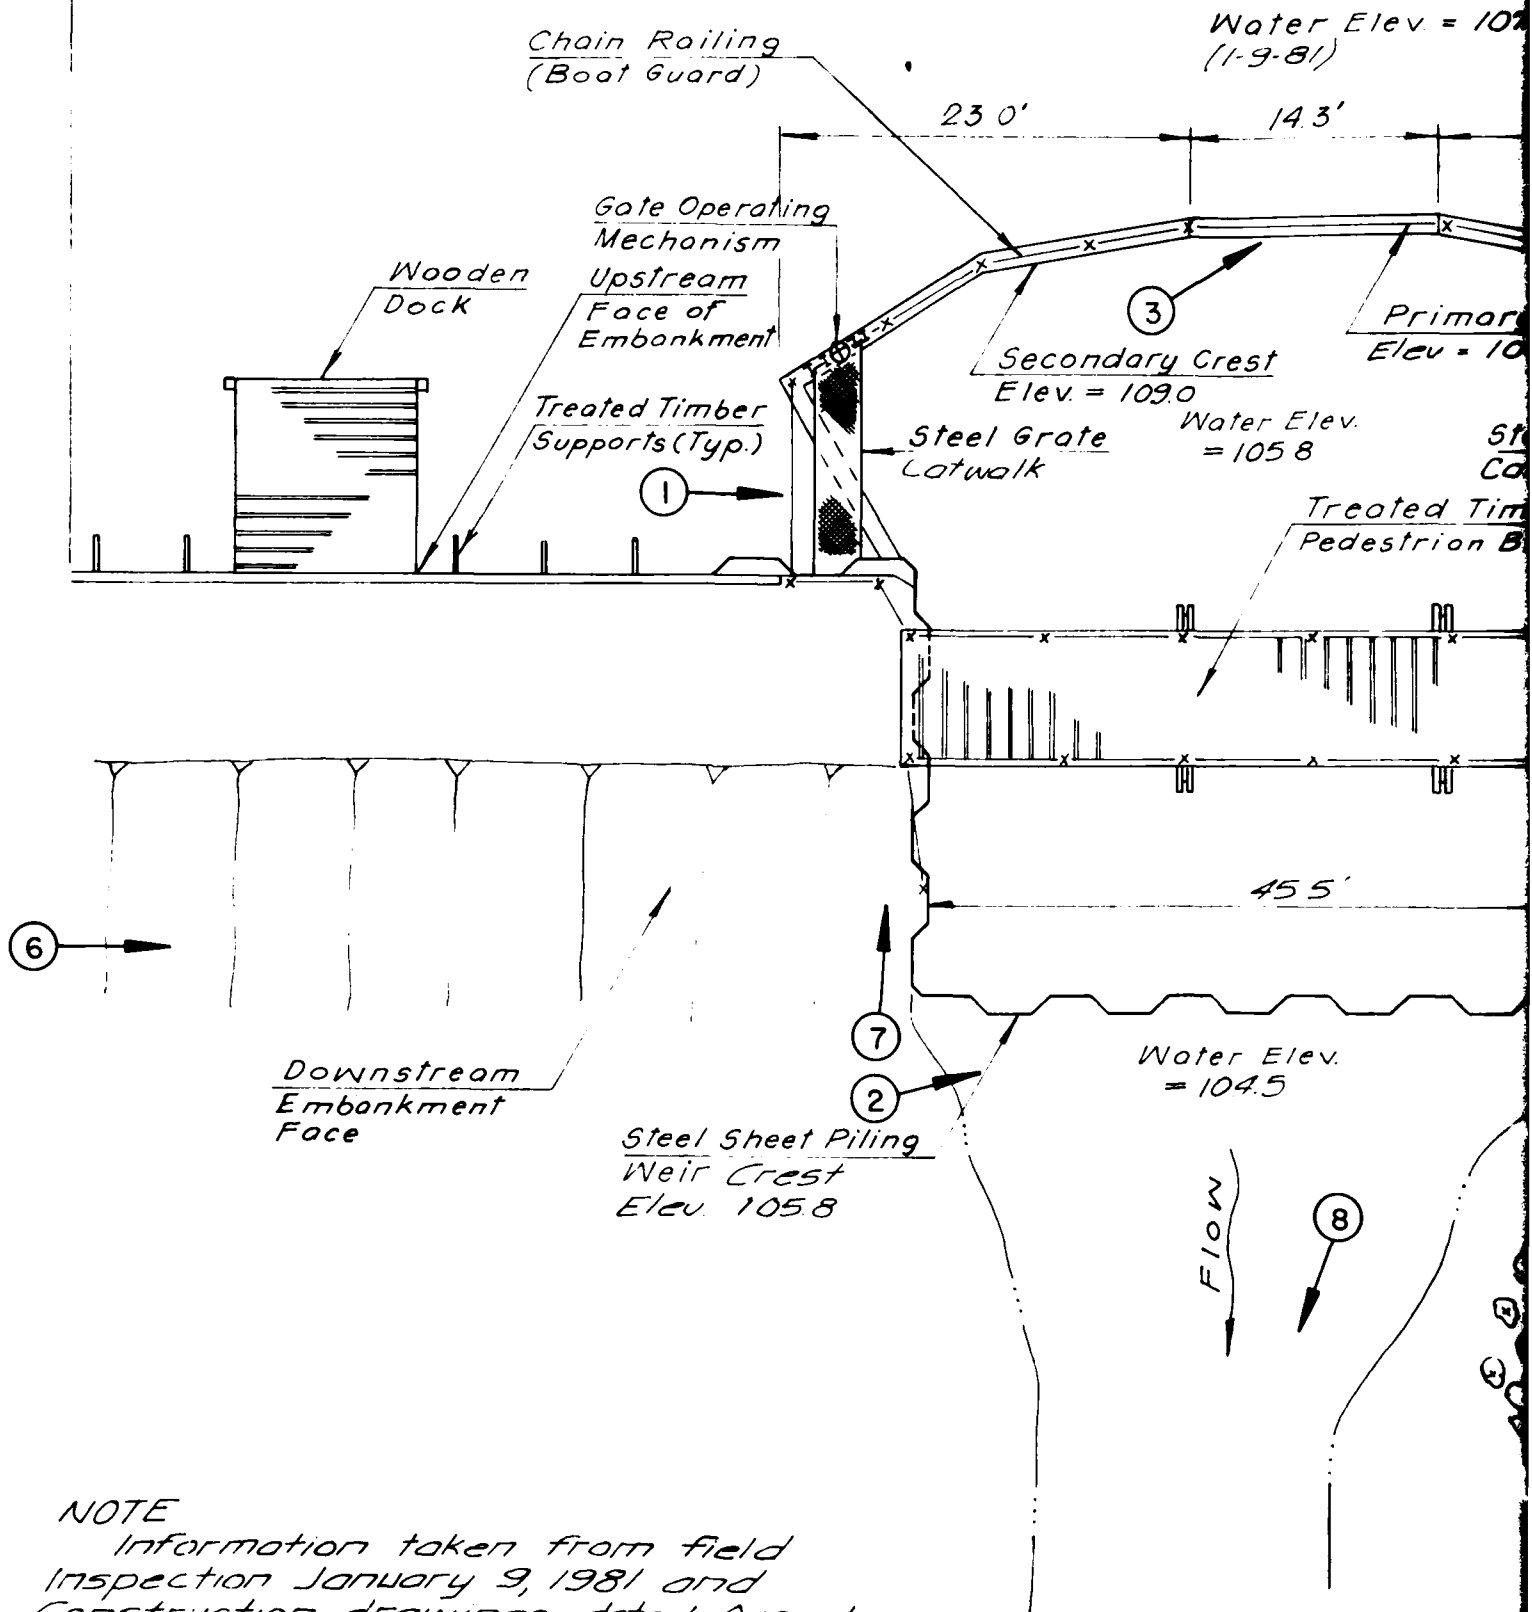 Water Elev. =
(1-9-81)
Chain Railing
(Boat Guard)
23.0'
14.3'
Gate Operating
Mechanism
Wooden
Dock
Upstream
Face of
Embankment
3
Primary
Elev = 10
Secondary Crest
Elev. = 109.0
Treated Timber
Supports (Typ.)
Water Elev.
= 105.8
Steel Grate
Catwalk
1
Treated Tim
Pedestrian B
45.5'
6
7
Water Elev.
= 104.5
Downstream
Embankment
Face
2
Steel Sheet Piling
Weir Crest
Elev. 105.8
Flow
8
NOTE
Information taken from field
Inspection January 9, 1981 and
Construction drawings dated